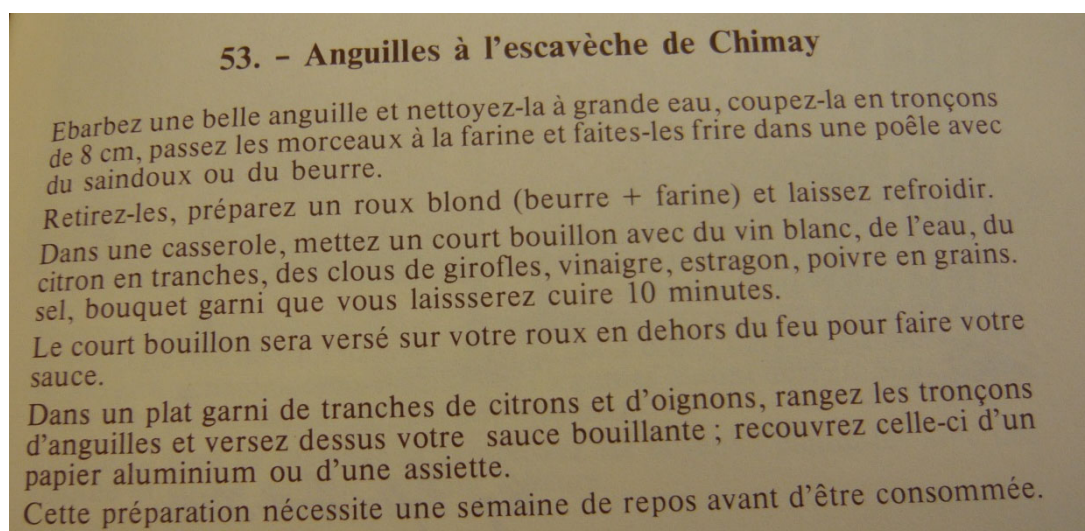 53. – Anguilles à l'escavèche de Chimay
Ebarbez une belle anguille et nettoyez-la à grande eau, coupez-la en tronçons
de 8 cm, passez les morceaux à la farine et faites-les frire dans une poêle avec
du saindoux ou du beurre.
Retirez-les, préparez un roux blond (beurre + farine) et laissez refroidir.
Dans une casserole, mettez un court bouillon avec du vin blanc, de l'eau, du
citron en tranches, des clous de girofles, vinaigre, estragon, poivre en grains.
sel, bouquet garni que vous laissserez cuire 10 minutes.
Le court bouillon sera versé sur votre roux en dehors du feu pour faire votre
sauce.
Dans un plat garni de tranches de citrons et d'oignons, rangez les tronçons
d'anguilles et versez dessus votre sauce bouillante ; recouvrez celle-ci d'un
papier aluminium ou d'une assiette.
Cette préparation nécessite une semaine de repos avant d'être consommée.